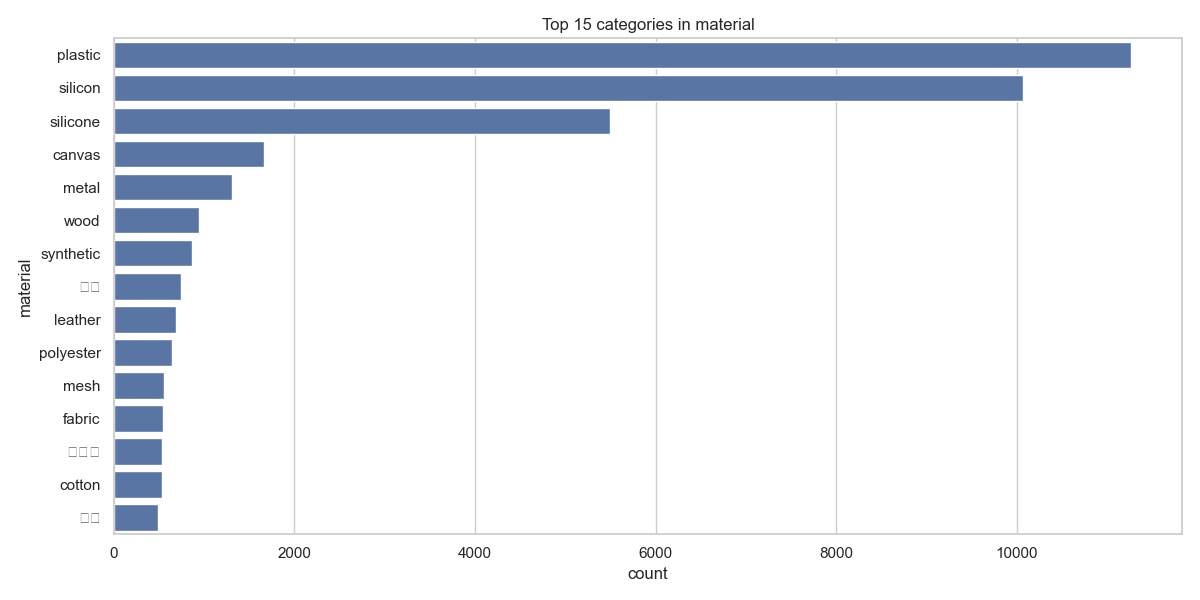 Top 15 categories in material
plastic
silicon
silicone
canvas
metal
wood
synthetic
leather
polyester
mesh
fabric
cotton
material
0 2000 4000 6000 8000 10000
count